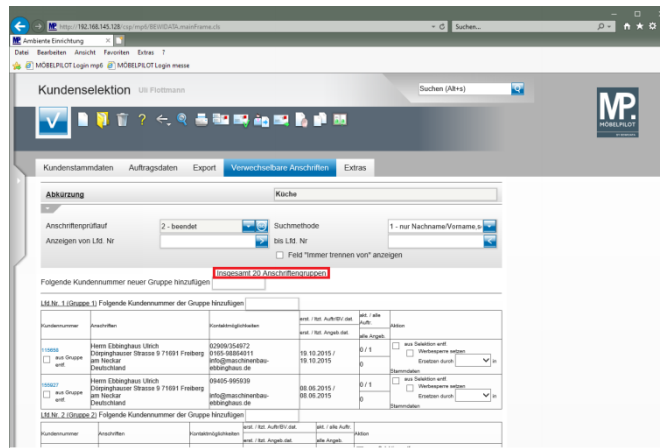 http://192.168.145.128/csp/mp6/BEWIDATA.mainFrame.cls
Suchen...
Ambiente Einrichtung
Datei Bearbeiten Ansicht Favoriten Extras ?
MÖBELPILOT Login mp6 MÖBELPILOT Login messe
Kundenselektion Uli Flottmann
Suchen (Alt+s)
MP.
MÖBELPILOT
Kundenstammdaten Auftragsdaten Export Verwechselbare Anschriften Extras
Abkürzung Küche
Anschriftenprüflauf 2 - beendet Suchmethode 1 - nur Nachname/Vorname,s
Anzeigen von Lfd. Nr bis Lfd. Nr
Feld "Immer trennen von" anzeigen
Insgesamt 20 Anschriftengruppen
Folgende Kundennummer neuer Gruppe hinzufügen
Lfd.Nr. 1 (Gruppe 1) Folgende Kundennummer der Gruppe hinzufügen
Kundennummer Anschriften Kontaktmöglichkeiten erst. / ltzt. Auftr/BV.dat. akt. / alle Auftr. Aktion
erst. / ltzt. Angeb.dat. alle Angeb.
115658
aus Gruppe entf.
Herrn Ebbinghaus Ulrich
Dörpinghauser Strasse 9 71691 Freiberg
am Neckar
Deutschland
02909/354972
0165-98864011
info@maschinenbau-
ebbinghaus.de
19.10.2015 /
19.10.2015
0 / 1
0
aus Selektion entf.
Werbesperre setzen
Ersetzen durch in
Stammdaten
165927
aus Gruppe entf.
Herrn Ebbinghaus Ulrich
Dörpinghauser Strasse 9 71691 Freiberg
am Neckar
Deutschland
09405-995939
info@maschinenbau-
ebbinghaus.de
08.06.2015 /
08.06.2015
0 / 1
0
aus Selektion entf.
Werbesperre setzen
Ersetzen durch in
Stammdaten
Lfd.Nr. 2 (Gruppe 2) Folgende Kundennummer der Gruppe hinzufügen
Kundennummer Anschriften Kontaktmöglichkeiten erst. / ltzt. Auftr/BV.dat. akt. / alle Auftr. Aktion
erst. / ltzt. Angeb.dat. alle Angeb.